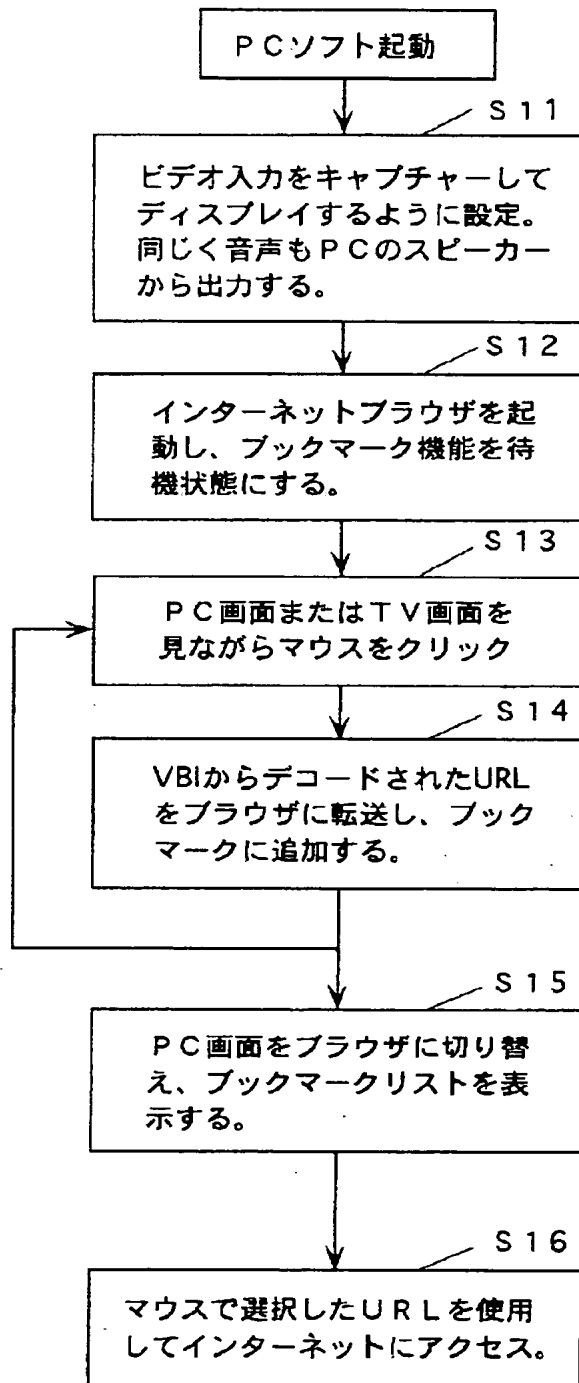 ＰＣソフト起動
Ｓ１１
ビデオ入力をキャプチャーして
ディスプレイするように設定。
同じく音声もＰＣのスピーカー
から出力する。
Ｓ１２
インターネットブラウザを起
動し、ブックマーク機能を待
機状態にする。
Ｓ１３
ＰＣ画面またはＴＶ画面を
見ながらマウスをクリック
Ｓ１４
VBIからデコードされたURL
をブラウザに転送し、ブック
マークに追加する。
Ｓ１５
ＰＣ画面をブラウザに切り替
え、ブックマークリストを表
示する。
Ｓ１６
マウスで選択したＵＲＬを使用
してインターネットにアクセス。